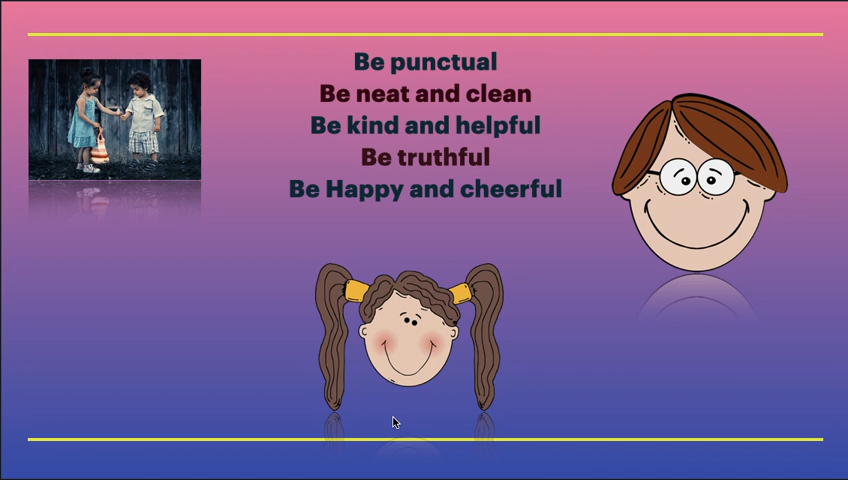 Be punctual
Be neat and clean
Be kind and helpful
Be truthful
Be Happy and cheerful